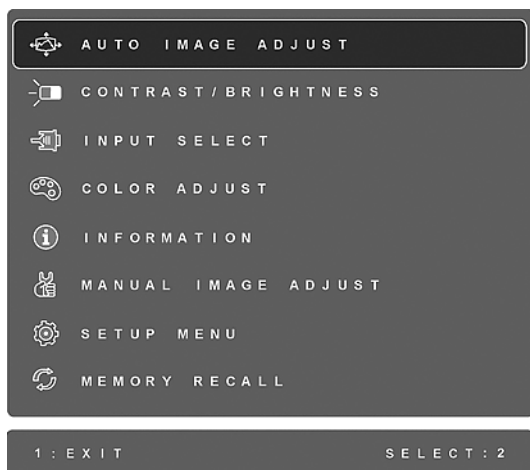 AUTO IMAGE ADJUST
CONTRAST/BRIGHTNESS
INPUT SELECT
COLOR ADJUST
INFORMATION
MANUAL IMAGE ADJUST
SETUP MENU
MEMORY RECALL
1:EXIT SELECT:2